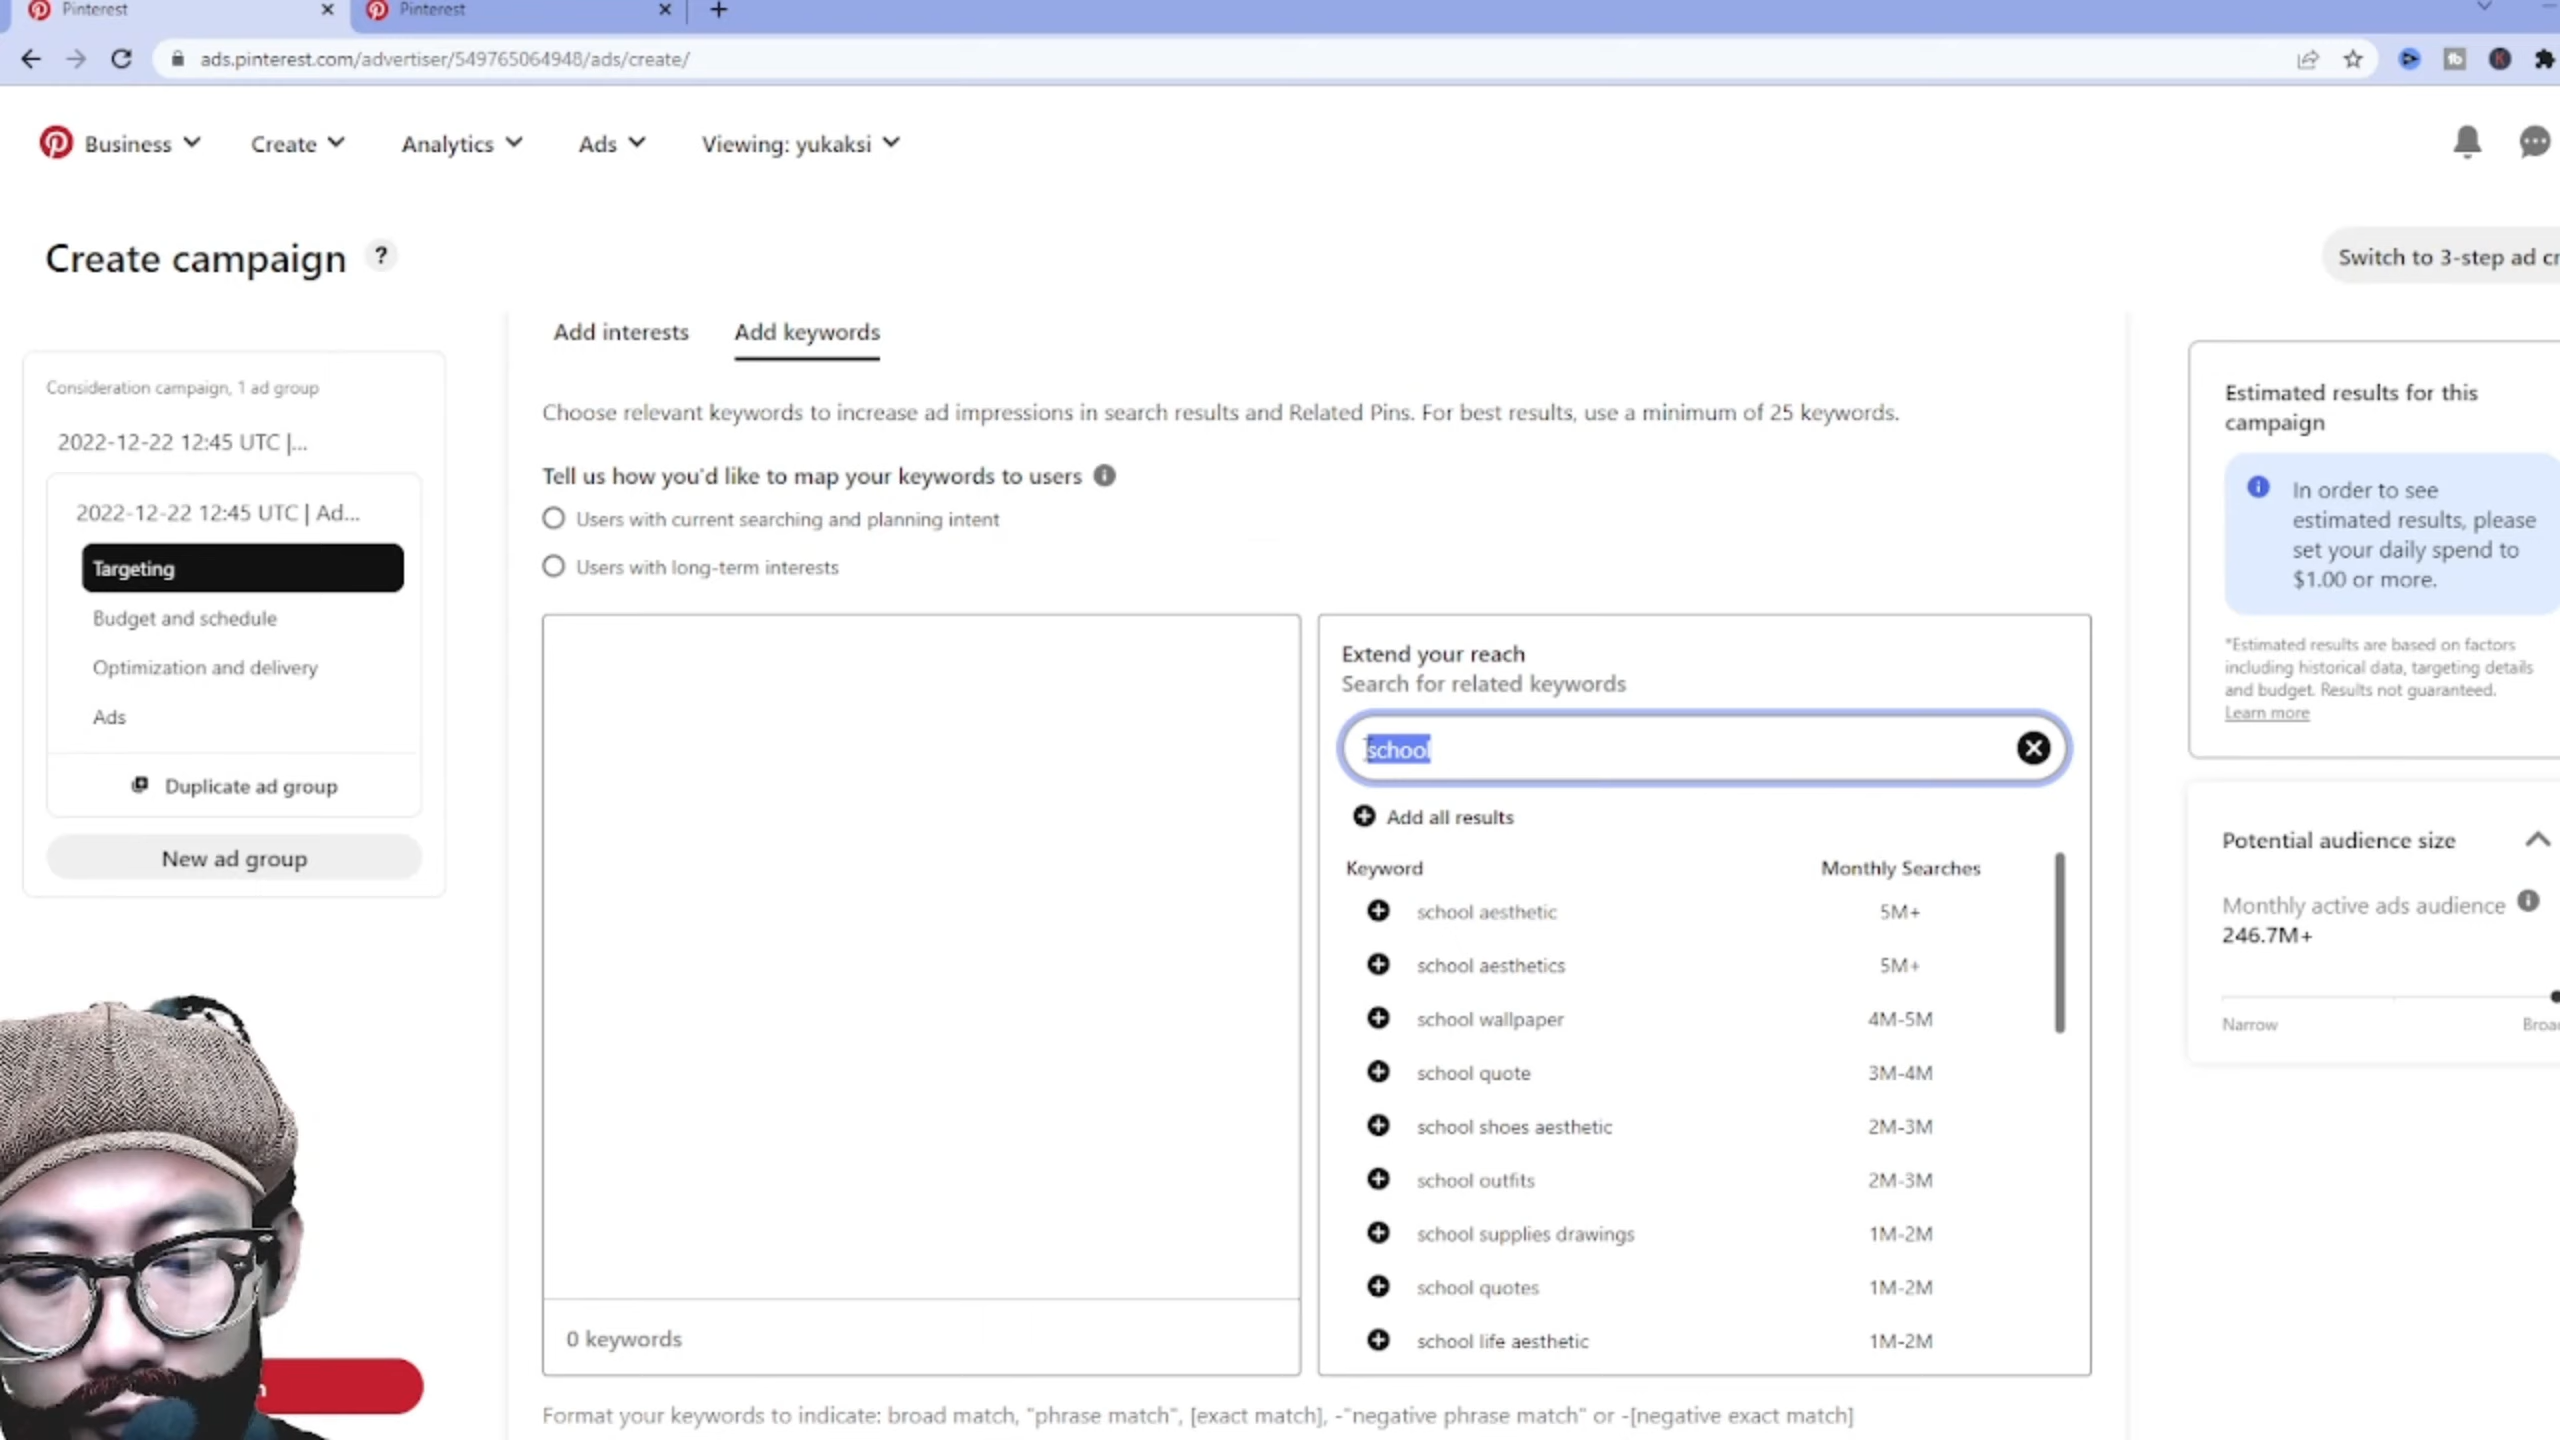 Pinterest
Pinterest
ads.pinterest.com/advertiser/549765064948/ads/create/
Business
Create
Analytics
Ads
Viewing: yukaksi
Create campaign ?
Switch to 3-step ad
Consideration campaign, 1 ad group
2022-12-22 12:45 UTC |...
2022-12-22 12:45 UTC | Ad...
Targeting
Budget and schedule
Optimization and delivery
Ads
Duplicate ad group
New ad group
Add interests
Add keywords
Choose relevant keywords to increase ad impressions in search results and Related Pins. For best results, use a minimum of 25 keywords.
Tell us how you'd like to map your keywords to users
Users with current searching and planning intent
Users with long-term interests
0 keywords
Extend your reach
Search for related keywords
school
Add all results
Keyword Monthly Searches
school aesthetic 5M+
school aesthetics 5M+
school wallpaper 4M-5M
school quote 3M-4M
school shoes aesthetic 2M-3M
school outfits 2M-3M
school supplies drawings 1M-2M
school quotes 1M-2M
school life aesthetic 1M-2M
Format your keywords to indicate: broad match, "phrase match", [exact match], -"negative phrase match" or -[negative exact match]
Estimated results for this
campaign
In order to see
estimated results, please
set your daily spend to
$1.00 or more.
*Estimated results are based on factors
including historical data, targeting details
and budget. Results not guaranteed.
Learn more
Potential audience size
Monthly active ads audience
246.7M+
Narrow